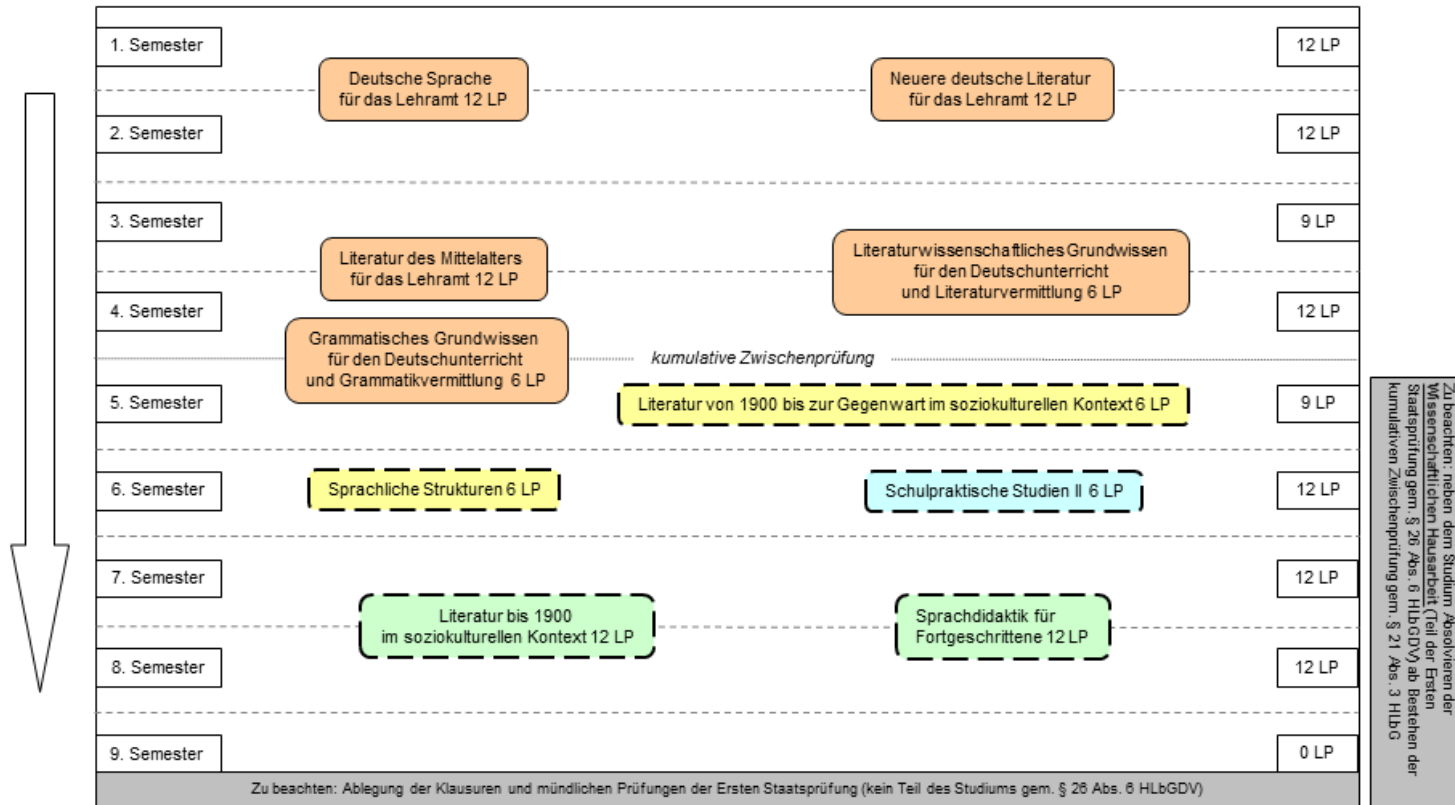 1. Semester
12 LP
Deutsche Sprache
für das Lehramt 12 LP
Neuere deutsche Literatur
für das Lehramt 12 LP
2. Semester
12 LP
3. Semester
9 LP
Literatur des Mittelalters
für das Lehramt 12 LP
Literaturwissenschaftliches Grundwissen
für den Deutschunterricht
und Literaturvermittlung 6 LP
4. Semester
12 LP
Grammatisches Grundwissen
für den Deutschunterricht
und Grammatikvermittlung 6 LP
kumulative Zwischenprüfung
5. Semester
Literatur von 1900 bis zur Gegenwart im soziokulturellen Kontext 6 LP
9 LP
6. Semester
Sprachliche Strukturen 6 LP
Schulpraktische Studien II 6 LP
12 LP
7. Semester
12 LP
Literatur bis 1900
im soziokulturellen Kontext 12 LP
Sprachdidaktik für
Fortgeschrittene 12 LP
8. Semester
12 LP
9. Semester
0 LP
Zu beachten: Ablegung der Klausuren und mündlichen Prüfungen der Ersten Staatsprüfung (kein Teil des Studiums gem. § 26 Abs. 6 HLbGDV)
Zu beachten: neben dem Studium Absolvieren der
Wissenschaftlichen Hausarbeit (Teil der Ersten
Staatsprüfung gem. § 26 Abs. 6 HLbGDV) ab Bestehen der
kumulativen Zwischenprüfung gem. § 21 Abs. 3 HLbG